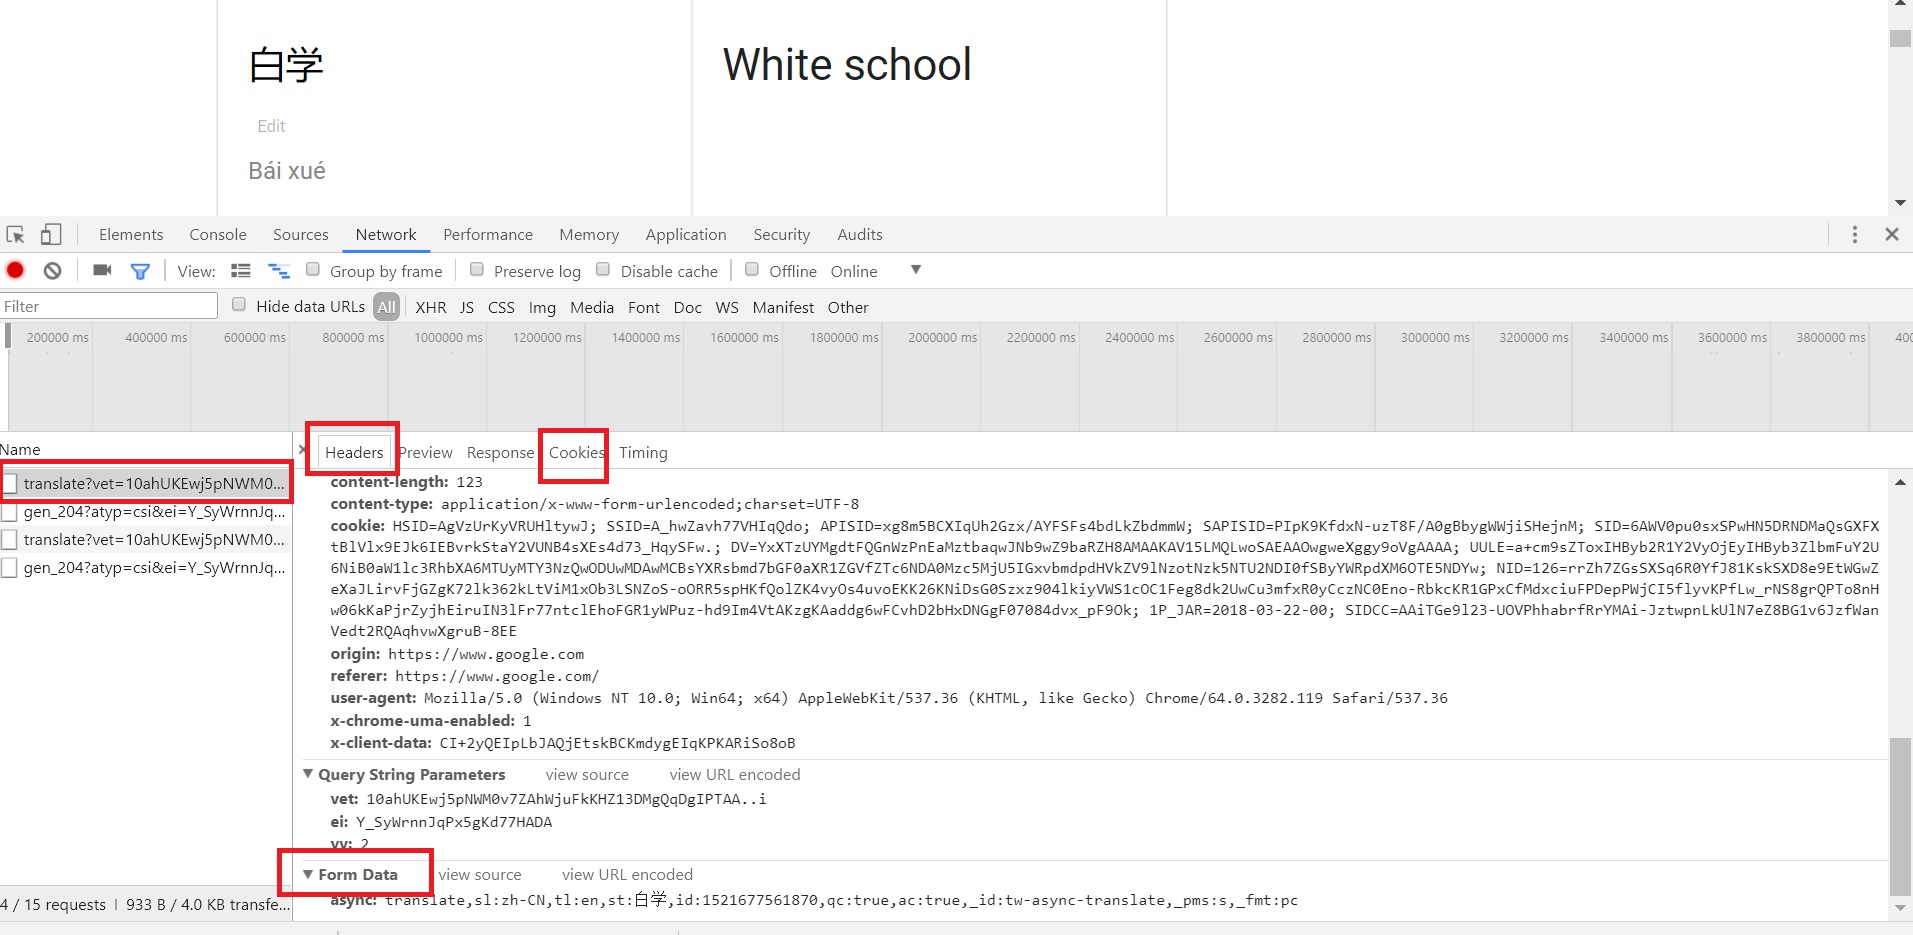 白学
White school
Edit
Bái xué
Elements Console Sources Network Performance Memory Application Security Audits
View: Group by frame Preserve log Disable cache Offline Online
Filter Hide data URLs All XHR JS CSS Img Media Font Doc WS Manifest Other
200000 ms 400000 ms 600000 ms 800000 ms 1000000 ms 1200000 ms 1400000 ms 1600000 ms 1800000 ms 2000000 ms 2200000 ms 2400000 ms 2600000 ms 2800000 ms 3000000 ms 3200000 ms 3400000 ms 3600000 ms 3800000 ms 400
Name
Headers Preview Response Cookies Timing
translate?vet=10ahUKEwj5pNWM0...
gen_204?atyp=csi&ei=Y_SyWrnnJq...
translate?vet=10ahUKEwj5pNWM0...
gen_204?atyp=csi&ei=Y_SyWrnnJq...
4 / 15 requests | 933 B / 4.0 KB transfe...
content-length: 123
content-type: application/x-www-form-urlencoded;charset=UTF-8
cookie: HSID=AgVzUrKyVRUHltywJ; SSID=A_hwZavh77VHIqQdo; APISID=xg8m5BCXIqUh2Gzx/AYFSFs4bdLkZbdmmW; SAPISID=PIpK9KfdxN-uzT8F/A0gBbygWWjiSHejnM; SID=6AWV0pu0sxSPwHN5DRNDMaQsGXFX
tBlVlx9EJk6IEBvrkStaY2VUNB4sXEs4d73_HqySFw.; DV=YxXTzUYMgdtFQGnWzPnEaMztbaqwJNb9wZ9baRZH8AMAAKAV15LMQLwoSAEAAOwgweXggy9oVgAAAA; UULE=a+cm9sZToxIHByb2R1Y2VyOjEyIHByb3ZlbmFuY2U
6NiB0aW1lc3RhbXA6MTUyMTY3NzQwODUwMDAwMCBsYXRsbmd7bGF0aXR1ZGVfZTc6NDA0Mzc5MjU5IGxvbmdpdHVkZV9lNzotNzk5NTU2NDI0fSByYWRpdXM6OTE5NDYw; NID=126=rrZh7ZGsSXSq6R0YfJ81KskSXD8e9EtWGwZ
eXaJLirvFjGZgK72lk362kLtViM1xOb3LSNZoS-oORR5spHKfQolZK4vyOs4uvoEKK26KNiDsG0Szxz904lkiyVWS1cOC1Feg8dk2UwCu3mfxR0yCczNC0Eno-RbkcKR1GPxCfMdxciuFPDepPWjCI5flyvKPfLw_rNS8grQPTo8nH
w06kKaPjrZyjhEiruIN3lFr77ntclEhoFGR1yWPuz-hd9Im4VtAKzgKAaddg6wFCvhD2bHxDNGgF07084dvx_pF9Ok; 1P_JAR=2018-03-22-00; SIDCC=AAiTGe9l23-UOVPhhabrfRrYMAi-JztwpnLkUlN7eZ8BG1v6JzfWan
Vedt2RQAqhvwXgruB-8EE
origin: https://www.google.com
referer: https://www.google.com/
user-agent: Mozilla/5.0 (Windows NT 10.0; Win64; x64) AppleWebKit/537.36 (KHTML, like Gecko) Chrome/64.0.3282.119 Safari/537.36
x-chrome-uma-enabled: 1
x-client-data: CI+2yQEIpLbJAQjEtskBCKmdygEIqKPKARiSo8oB
Query String Parameters view source view URL encoded
vet: 10ahUKEwj5pNWM0v7ZAhWjuFkKHZ13DMgQqDgIPTAA..i
ei: Y_SyWrnnJqPx5gKd77HADA
yv: 2
Form Data view source view URL encoded
async: translate,sl:zh-CN,tl:en,st:白学,id:1521677561870,qc:true,ac:true,_id:tw-async-translate,_pms:s,_fmt:pc